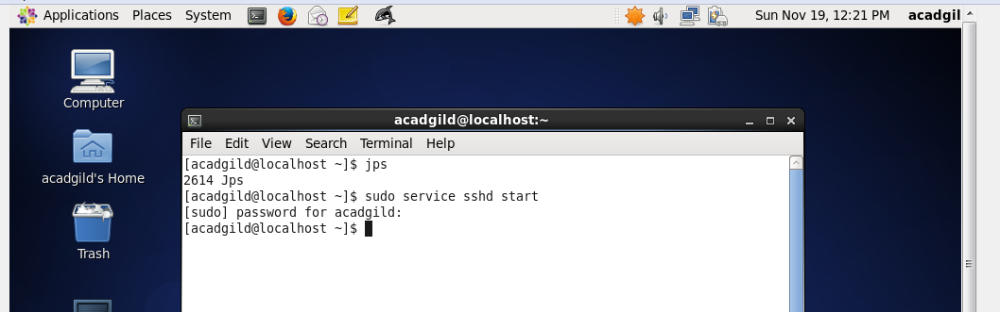 Applications Places System Sun Nov 19, 12:21 PM acadgil
Computer
acadgild's Home
Trash
acadgild@localhost:~
File Edit View Search Terminal Help
[acadgild@localhost ~]$ jps
2614 Jps
[acadgild@localhost ~]$ sudo service sshd start
[sudo] password for acadgild:
[acadgild@localhost ~]$